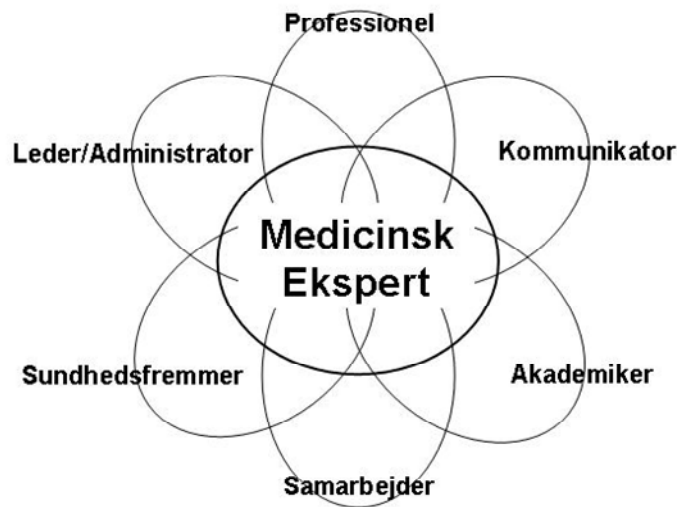 Professionel
Leder/Administrator
Kommunikator
Medicinsk
Ekspert
Sundhedsfremmer
Akademiker
Samarbejder